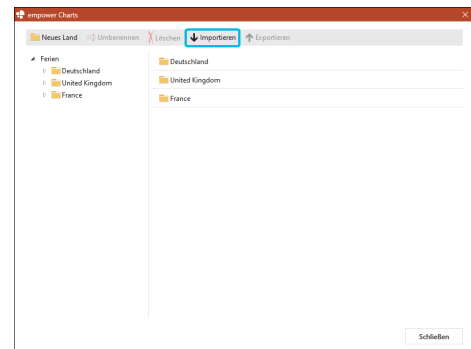 empower Charts
Neues Land Umbenennen Löschen Importieren Exportieren
Ferien
Deutschland
United Kingdom
France
Deutschland
United Kingdom
France
Schließen